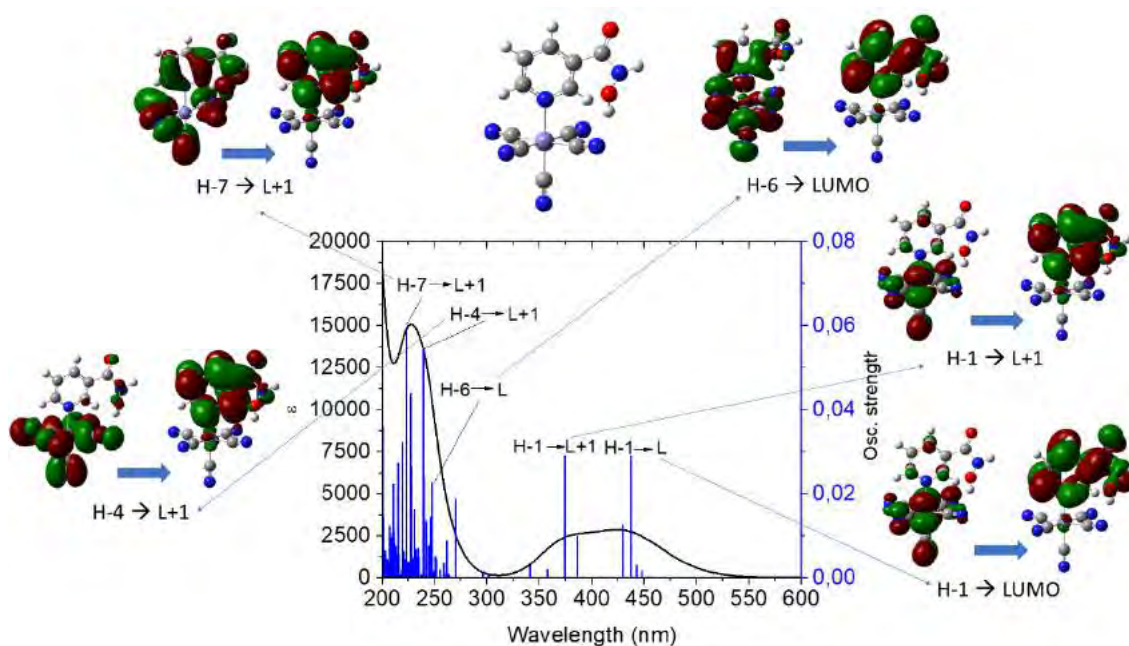 H-7 → L+1
H-6 → LUMO
H-1 → L+1
H-4 → L+1
H-1 → LUMO
20000
17500
15000
12500
10000
7500
5000
2500
0
ε
H-7→L+1
H-4→L+1
H-6→L
H-1→L+1
H-1→L
0,08
0,06
0,04
0,02
0,00
Osc. strength
200 250 300 350 400 450 500 550 600
Wavelength (nm)